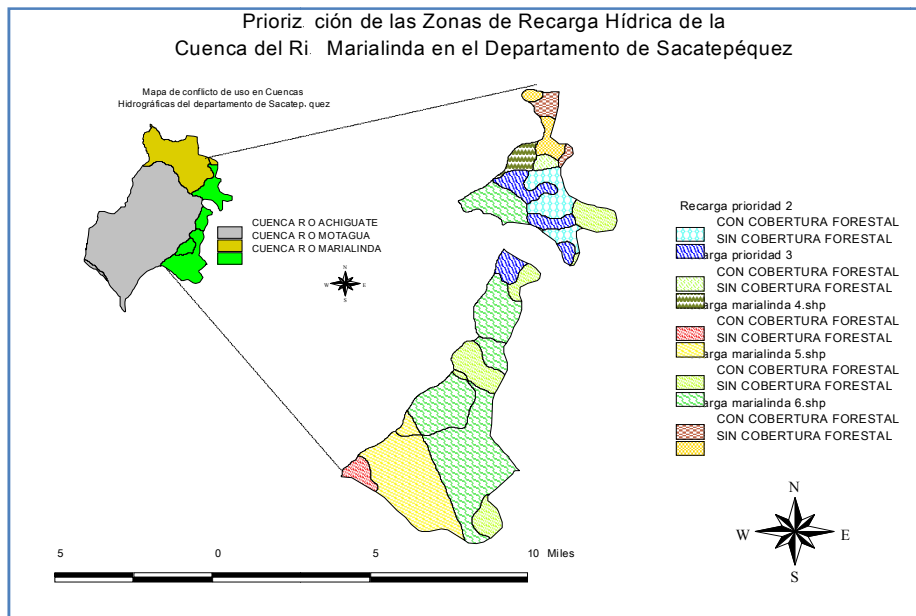 Prioriz ción de las Zonas de Recarga Hídrica de la
Cuenca del Ri. Marialinda en el Departamento de Sacatepéquez
Mapa de conflicto de uso en Cuencas
Hidrográficas del departamento de Sacatep. quez
CUENCA R O ACHIGUATE
CUENCA R O MOTAGUA
CUENCA R O MARIALINDA
N
W E
S
Recarga prioridad 2
CON COBERTURA FORESTAL
SIN COBERTURA FORESTAL
carga prioridad 3
CON COBERTURA FORESTAL
SIN COBERTURA FORESTAL
arga marialinda 4.shp
CON COBERTURA FORESTAL
SIN COBERTURA FORESTAL
arga marialinda 5.shp
CON COBERTURA FORESTAL
SIN COBERTURA FORESTAL
arga marialinda 6.shp
CON COBERTURA FORESTAL
SIN COBERTURA FORESTAL
N
W E
S
5 0 5 10 Miles